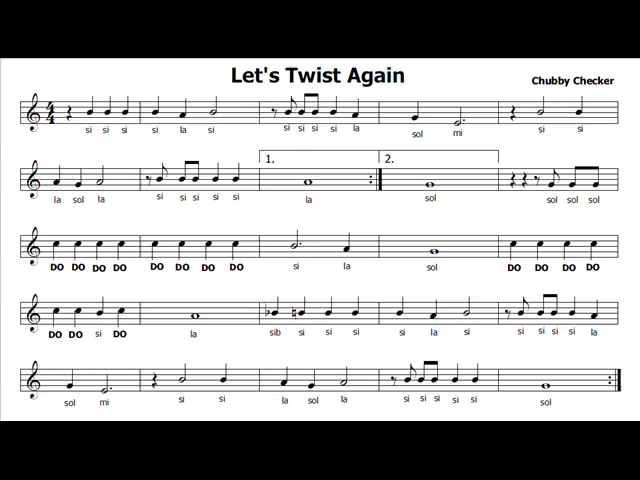 Let's Twist Again
Chubby Checker
si si si si la si si si si si la sol mi si si
1. 2.
la sol la si si si si si la sol sol sol sol
DO DO DO DO DO DO DO DO si la sol DO DO DO DO
DO DO si DO la sib si si si si la si si si si si la
sol mi si si la sol la si si si si si sol